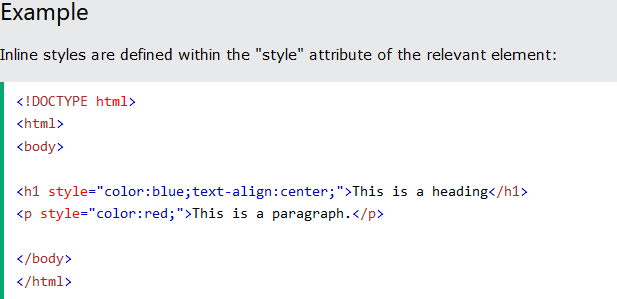 Example
Inline styles are defined within the "style" attribute of the relevant element:
<!DOCTYPE html>
<html>
<body>
<h1 style="color:blue;text-align:center;">This is a heading</h1>
<p style="color:red;">This is a paragraph.</p>
</body>
</html>